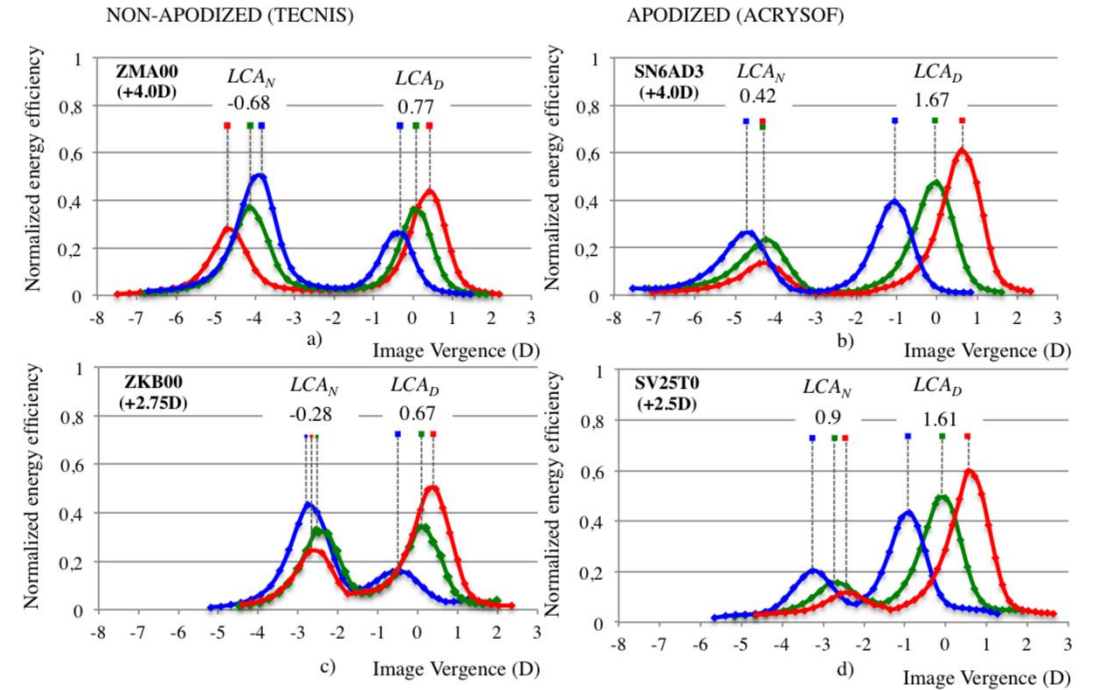 NON-APODIZED (TECNIS)
APODIZED (ACRYSOF)
Normalized energy efficiency
1
0,8
0,6
0,4
0,2
0
ZMA00
(+4.0D)
LCA_N
-0.68
LCA_D
0.77
-8 -7 -6 -5 -4 -3 -2 -1 0 1 2 3
a)
Image Vergence (D)
Normalized energy efficiency
1
0,8
0,6
0,4
0,2
0
SN6AD3
(+4.0D)
LCA_N
0.42
LCA_D
1.67
-8 -7 -6 -5 -4 -3 -2 -1 0 1 2 3
b)
Image Vergence (D)
Normalized energy efficiency
1
0,8
0,6
0,4
0,2
0
ZKB00
(+2.75D)
LCA_N
-0.28
LCA_D
0.67
-8 -7 -6 -5 -4 -3 -2 -1 0 1 2 3
c)
Image Vergence (D)
Normalized energy efficiency
1
0,8
0,6
0,4
0,2
0
SV25T0
(+2.5D)
LCA_N
0.9
LCA_D
1.61
-8 -7 -6 -5 -4 -3 -2 -1 0 1 2 3
d)
Image Vergence (D)